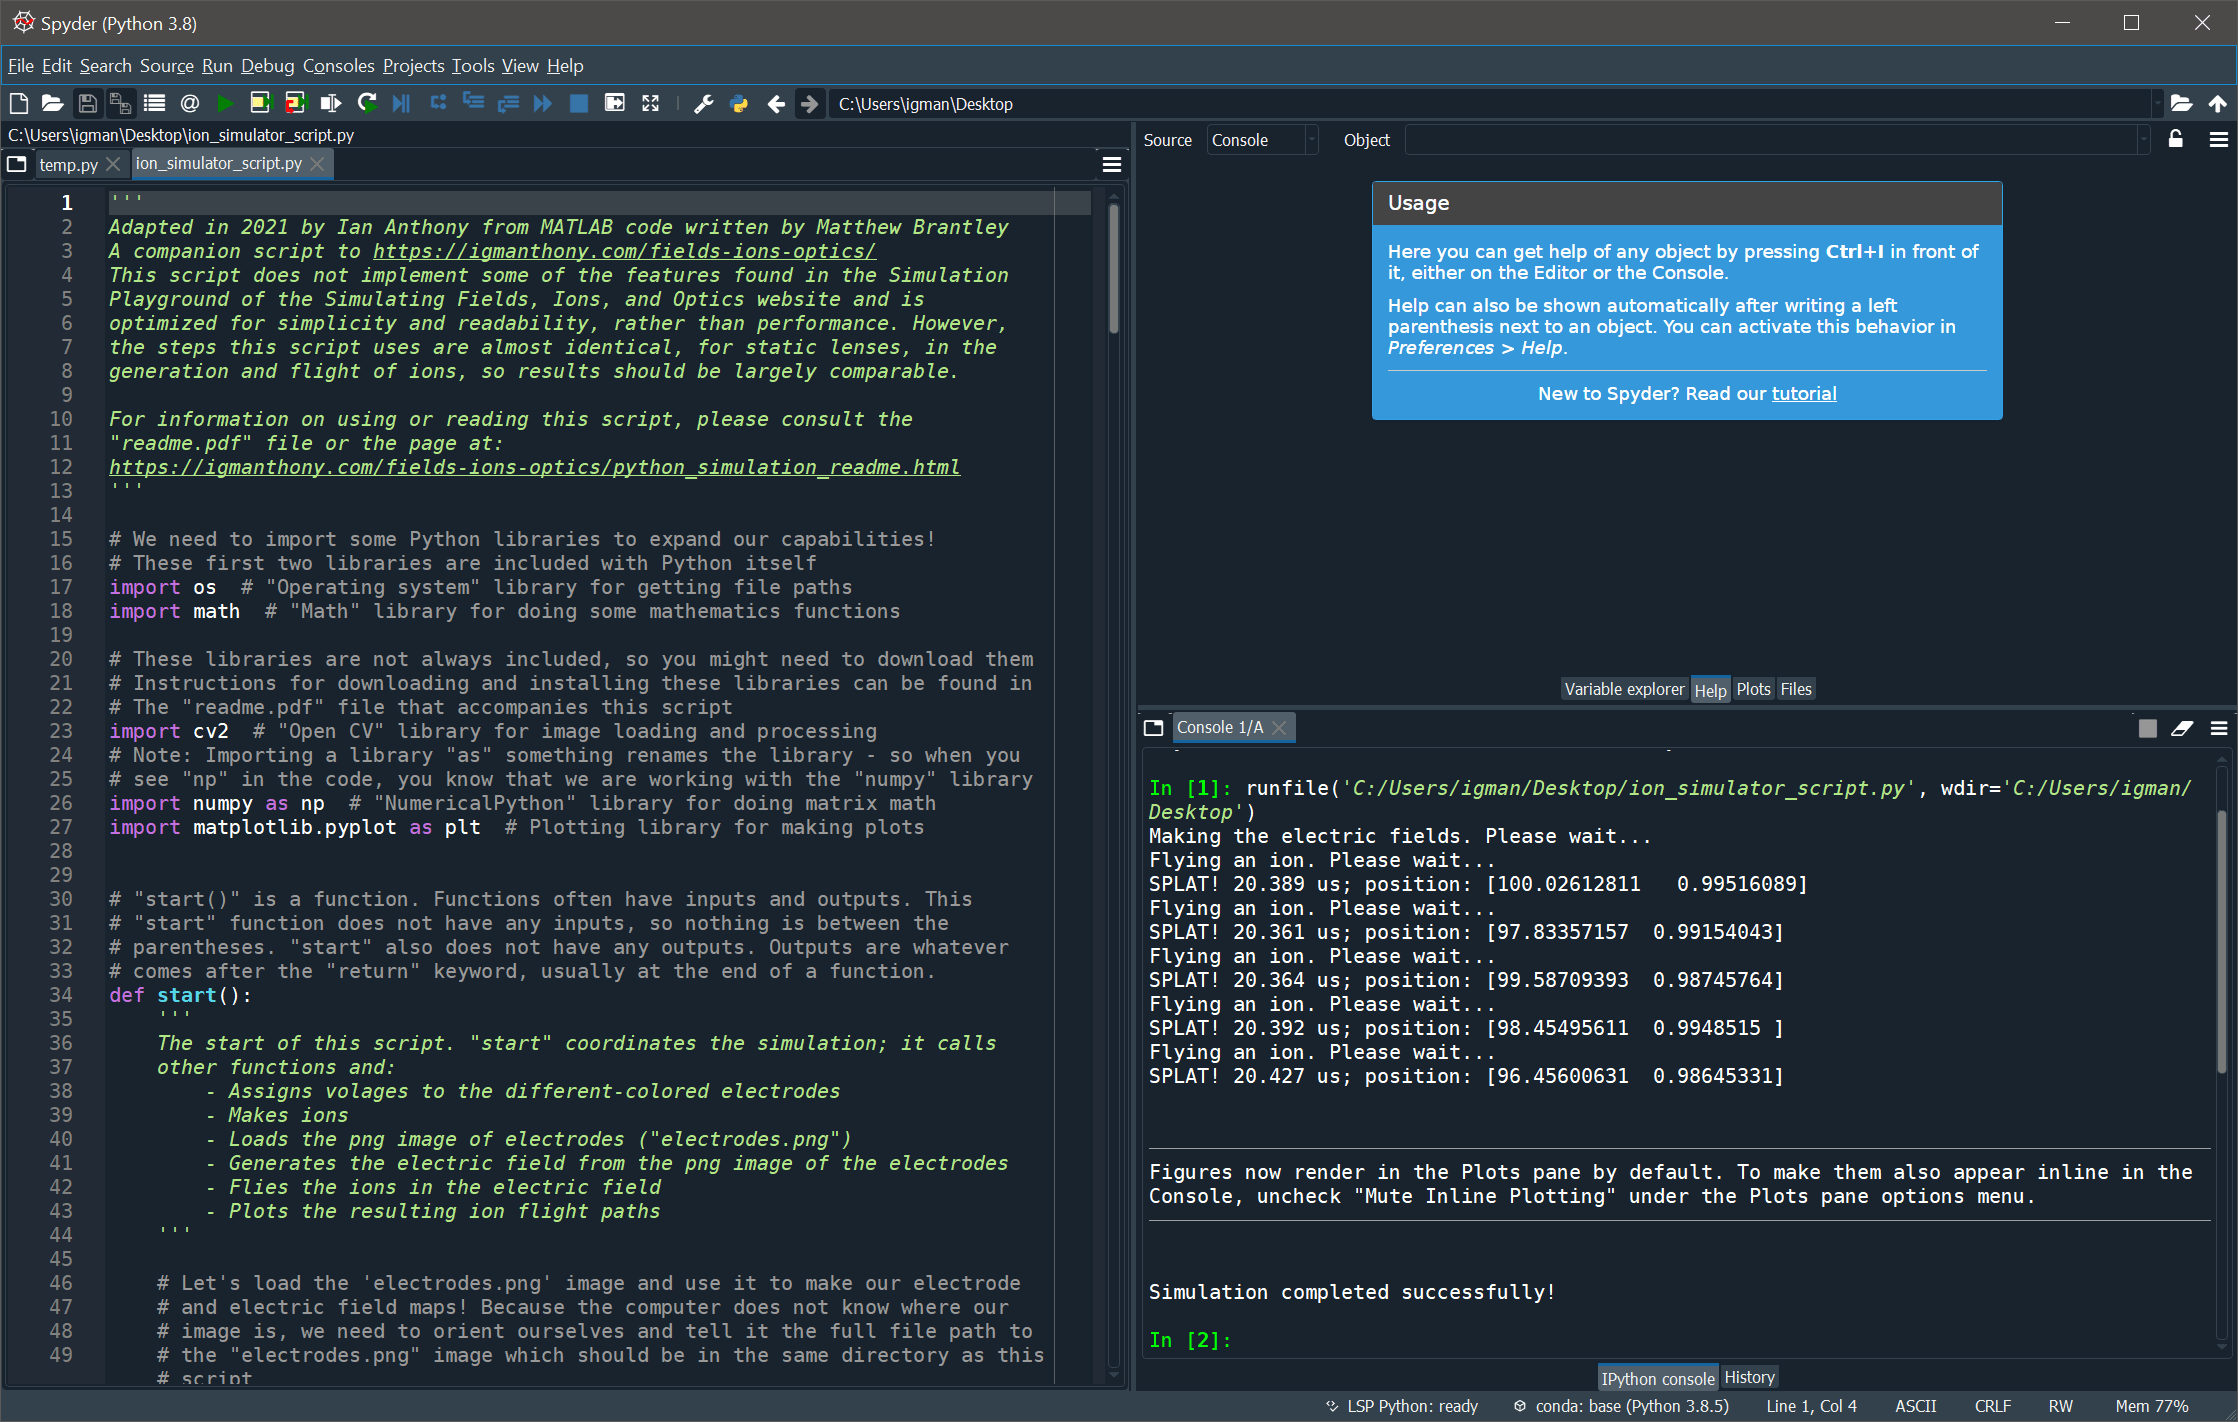 Spyder (Python 3.8)
File Edit Search Source Run Debug Consoles Projects Tools View Help
C:\Users\igman\Desktop
C:\Users\igman\Desktop\ion_simulator_script.py
temp.py
ion_simulator_script.py
1 '''
2 Adapted in 2021 by Ian Anthony from MATLAB code written by Matthew Brantley
3 A companion script to https://igmanthony.com/fields-ions-optics/
4 This script does not implement some of the features found in the Simulation
5 Playground of the Simulating Fields, Ions, and Optics website and is
6 optimized for simplicity and readability, rather than performance. However,
7 the steps this script uses are almost identical, for static lenses, in the
8 generation and flight of ions, so results should be largely comparable.
9
10 For information on using or reading this script, please consult the
11 "readme.pdf" file or the page at:
12 https://igmanthony.com/fields-ions-optics/python_simulation_readme.html
13 '''
14
15 # We need to import some Python libraries to expand our capabilities!
16 # These first two libraries are included with Python itself
17 import os  # "Operating system" library for getting file paths
18 import math  # "Math" library for doing some mathematics functions
19
20 # These libraries are not always included, so you might need to download them
21 # Instructions for downloading and installing these libraries can be found in
22 # The "readme.pdf" file that accompanies this script
23 import cv2  # "Open CV" library for image loading and processing
24 # Note: Importing a library "as" something renames the library - so when you
25 # see "np" in the code, you know that we are working with the "numpy" library
26 import numpy as np  # "NumericalPython" library for doing matrix math
27 import matplotlib.pyplot as plt  # Plotting library for making plots
28
29
30 # "start()" is a function. Functions often have inputs and outputs. This
31 # "start" function does not have any inputs, so nothing is between the
32 # parentheses. "start" also does not have any outputs. Outputs are whatever
33 # comes after the "return" keyword, usually at the end of a function.
34 def start():
35     '''
36     The start of this script. "start" coordinates the simulation; it calls
37     other functions and:
38         - Assigns volages to the different-colored electrodes
39         - Makes ions
40         - Loads the png image of electrodes ("electrodes.png")
41         - Generates the electric field from the png image of the electrodes
42         - Flies the ions in the electric field
43         - Plots the resulting ion flight paths
44     '''
45
46     # Let's load the 'electrodes.png' image and use it to make our electrode
47     # and electric field maps! Because the computer does not know where our
48     # image is, we need to orient ourselves and tell it the full file path to
49     # the "electrodes.png" image which should be in the same directory as this
# script
Source Console Object
Usage
Here you can get help of any object by pressing Ctrl+I in front of
it, either on the Editor or the Console.
Help can also be shown automatically after writing a left
parenthesis next to an object. You can activate this behavior in
Preferences > Help.
New to Spyder? Read our tutorial
Variable explorer Help Plots Files
Console 1/A
In [1]: runfile('C:/Users/igman/Desktop/ion_simulator_script.py', wdir='C:/Users/igman/
Desktop')
Making the electric fields. Please wait...
Flying an ion. Please wait...
SPLAT! 20.389 us; position: [100.02612811   0.99516089]
Flying an ion. Please wait...
SPLAT! 20.361 us; position: [97.83357157  0.99154043]
Flying an ion. Please wait...
SPLAT! 20.364 us; position: [99.58709393  0.98745764]
Flying an ion. Please wait...
SPLAT! 20.392 us; position: [98.45495611  0.9948515 ]
Flying an ion. Please wait...
SPLAT! 20.427 us; position: [96.45600631  0.98645331]
Figures now render in the Plots pane by default. To make them also appear inline in the
Console, uncheck "Mute Inline Plotting" under the Plots pane options menu.
Simulation completed successfully!
In [2]:
IPython console History
LSP Python: ready conda: base (Python 3.8.5) Line 1, Col 4 ASCII CRLF RW Mem 77%